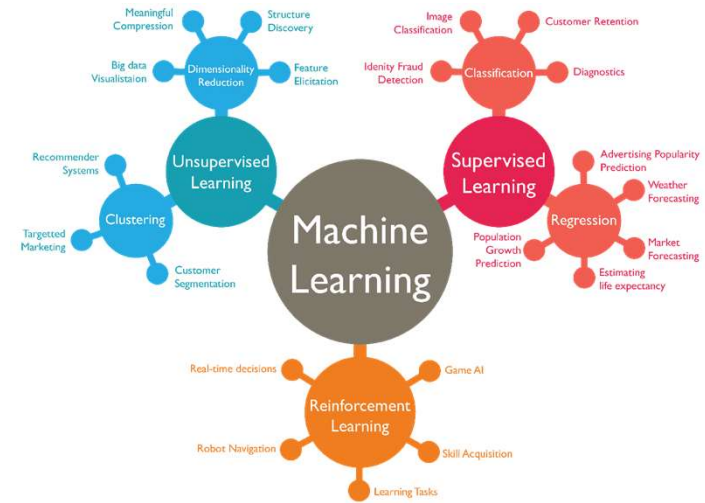 Meaningful
Compression
Structure
Discovery
Big data
Visualistaion
Dimensionality
Reduction
Feature
Elicitation
Image
Classification
Customer Retention
Idenity Fraud
Detection
Classification
Diagnostics
Unsupervised
Learning
Supervised
Learning
Recommender
Systems
Clustering
Targetted
Marketing
Customer
Segmentation
Machine
Learning
Advertising Popularity
Prediction
Weather
Forecasting
Regression
Population
Growth
Prediction
Market
Forecasting
Estimating
life expectancy
Real-time decisions
Game AI
Reinforcement
Learning
Robot Navigation
Skill Acquisition
Learning Tasks